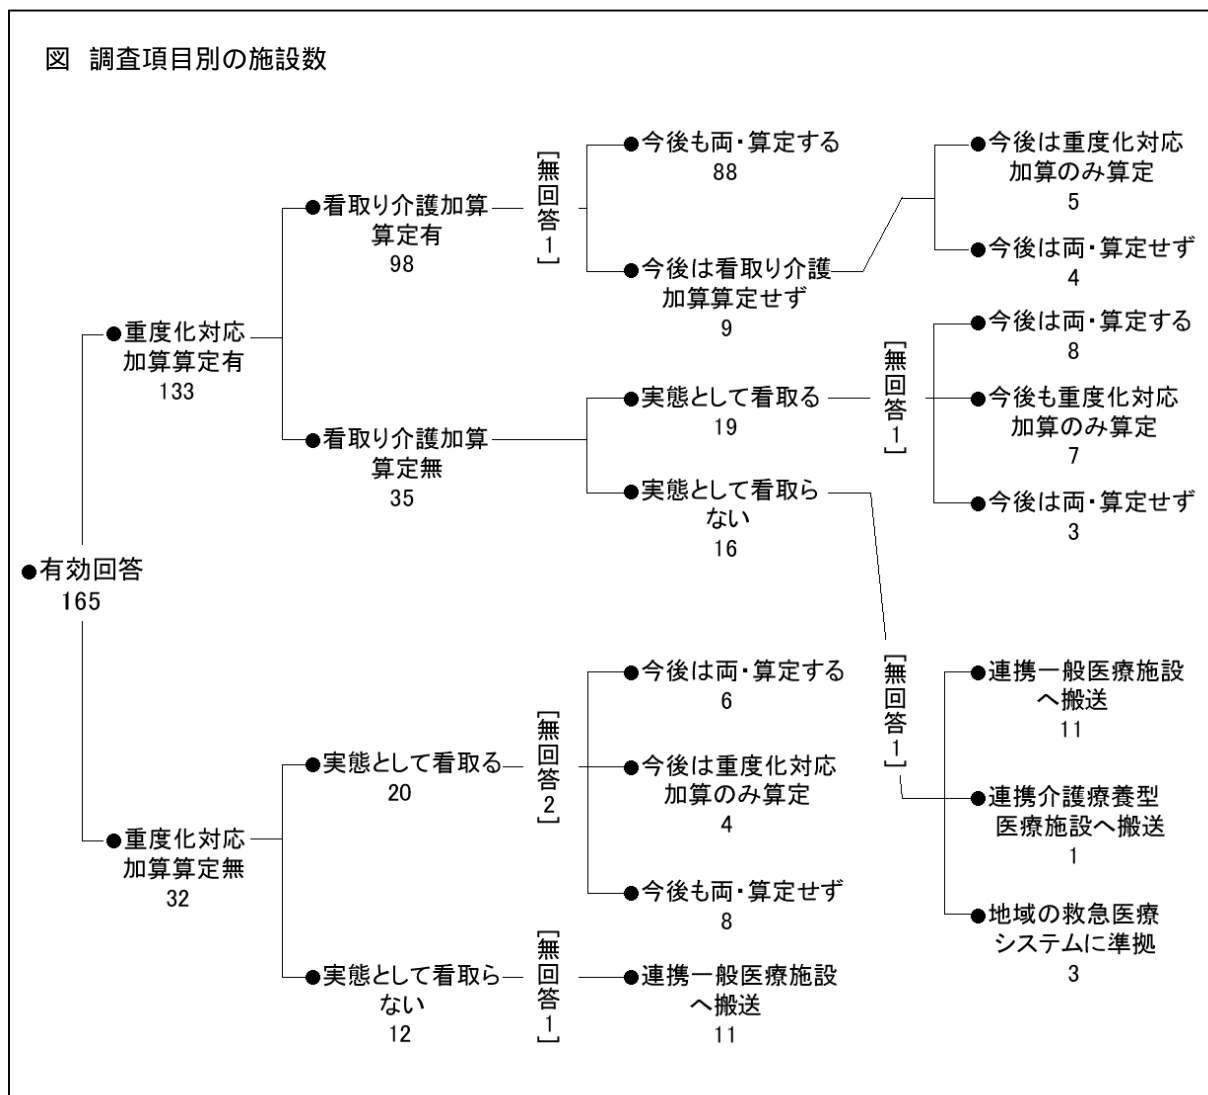 図 調査項目別の施設数
●有効回答
165
●重度化対応
加算算定有
133
●看取り介護加算
算定有
98
[無回答1]
●今後も両・算定する
88
●今後は看取り介護
加算算定せず
9
●今後は重度化対応
加算のみ算定
5
●今後は両・算定せず
4
●看取り介護加算
算定無
35
●実態として看取る
19
[無回答1]
●今後は両・算定する
8
●今後も重度化対応
加算のみ算定
7
●今後は両・算定せず
3
●実態として看取ら
ない
16
[無回答1]
●連携一般医療施設
へ搬送
11
●連携介護療養型
医療施設へ搬送
1
●地域の救急医療
システムに準拠
3
●重度化対応
加算算定無
32
●実態として看取る
20
[無回答2]
●今後は両・算定する
6
●今後は重度化対応
加算のみ算定
4
●今後も両・算定せず
8
●実態として看取ら
ない
12
[無回答1]
●連携一般医療施設
へ搬送
11